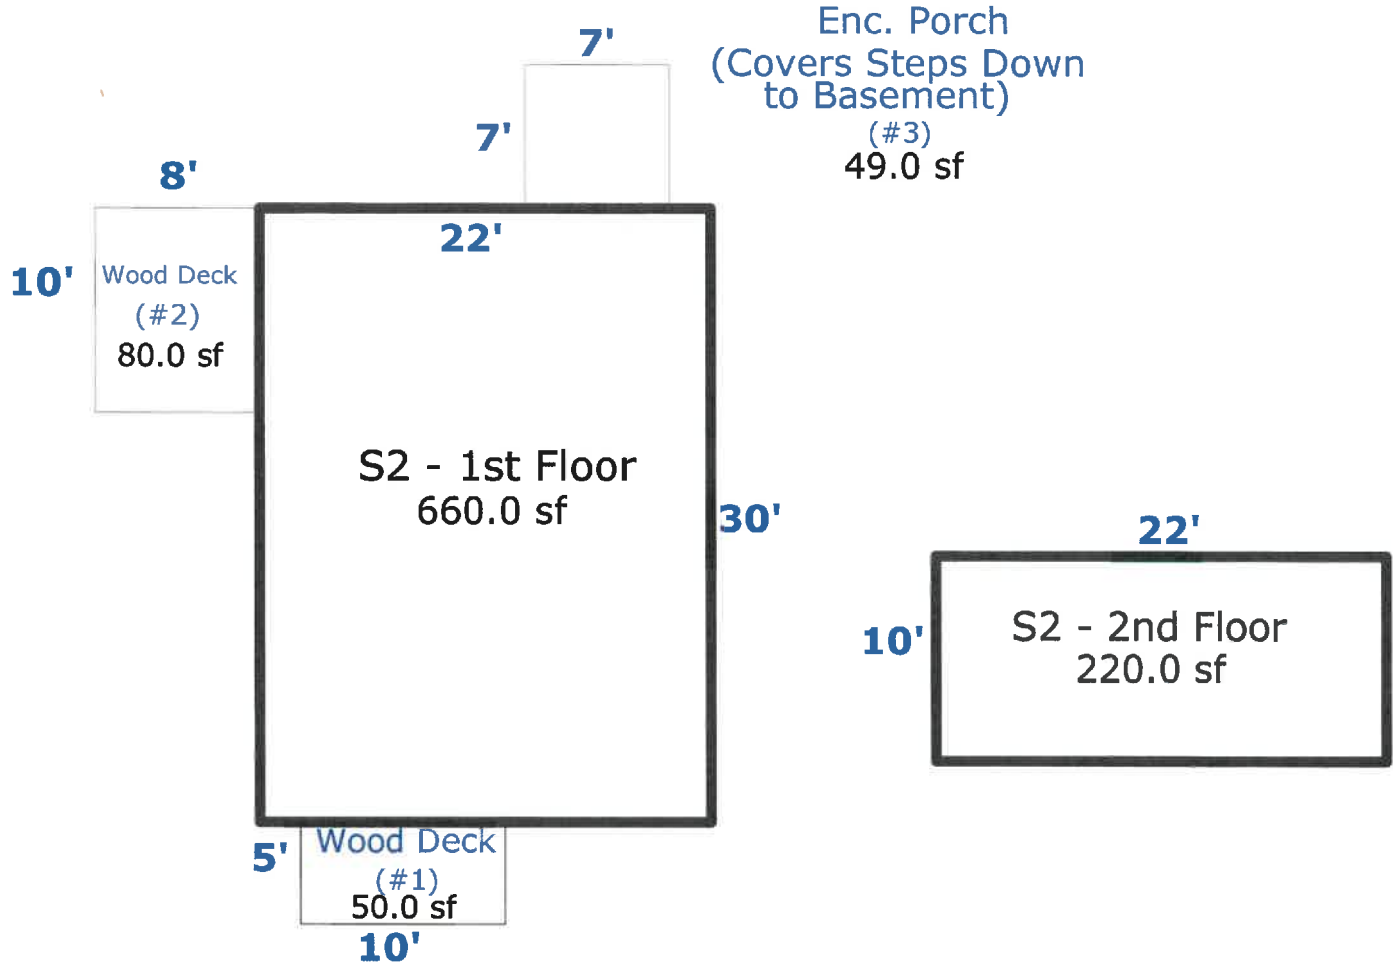 7'
Enc. Porch
(Covers Steps Down
to Basement)
(#3)
49.0 sf
7'
8'
22'
10'
Wood Deck
(#2)
80.0 sf
S2 - 1st Floor
660.0 sf
30'
22'
10'
S2 - 2nd Floor
220.0 sf
5'
Wood Deck
(#1)
50.0 sf
10'